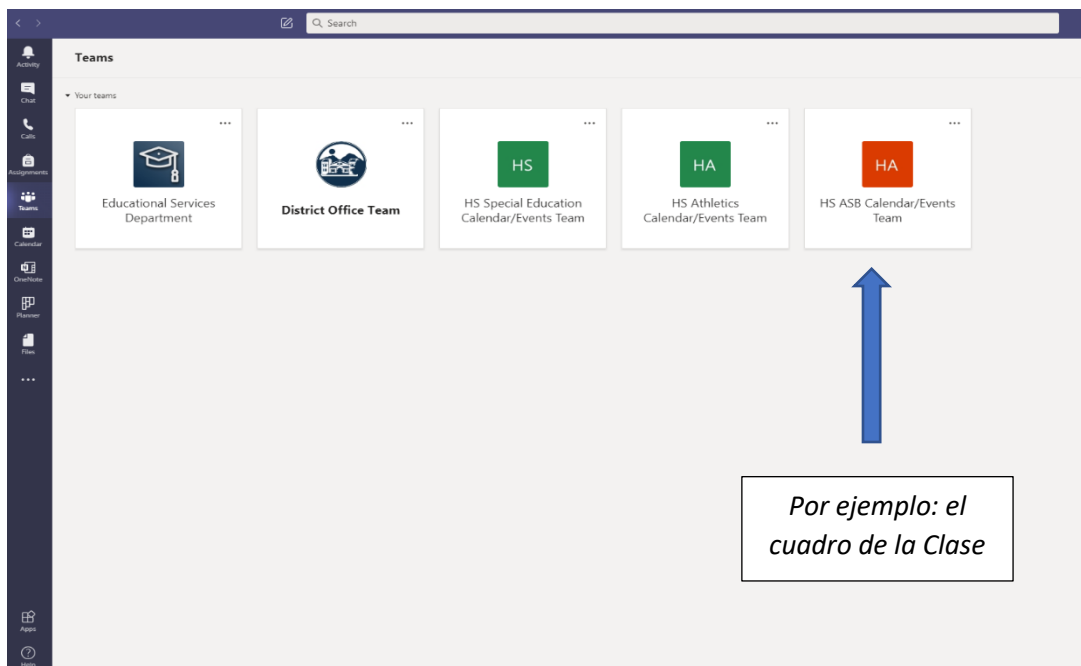 Search
Activity
Chat
Calls
Assignments
Teams
Calendar
OneNote
Planner
Files
Apps
Help
Teams
Your teams
Educational Services
Department
District Office Team
HS
HS Special Education
Calendar/Events Team
HA
HS Athletics
Calendar/Events Team
HA
HS ASB Calendar/Events
Team
Por ejemplo: el
cuadro de la Clase